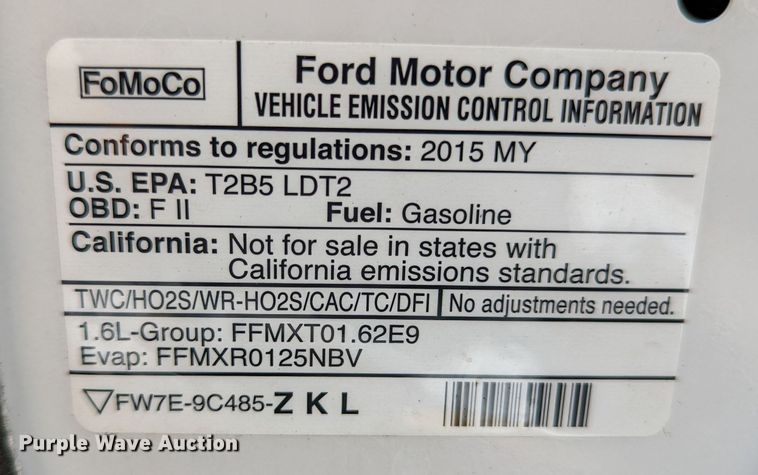 FoMoCo
Ford Motor Company
VEHICLE EMISSION CONTROL INFORMATION
Conforms to regulations: 2015 MY
U.S. EPA: T2B5 LDT2
OBD: F II Fuel: Gasoline
California: Not for sale in states with
California emissions standards.
TWC/HO2S/WR-HO2S/CAC/TC/DFI No adjustments needed.
1.6L-Group: FFMXT01.62E9
Evap: FFMXR0125NBV
▽FW7E-9C485-Z K L
Purple Wave Auction